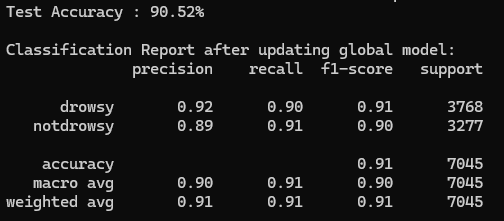 Test Accuracy : 90.52%
Classification Report after updating global model:
precision recall f1-score support
drowsy 0.92 0.90 0.91 3768
notdrowsy 0.89 0.91 0.90 3277
accuracy 0.91 7045
macro avg 0.90 0.91 0.90 7045
weighted avg 0.91 0.91 0.91 7045